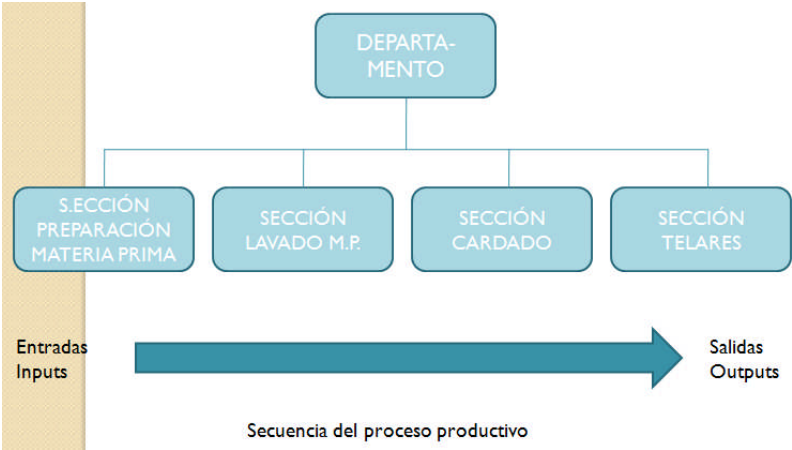 DEPARTA-
MENTO
S.ECCIÓN
PREPARACIÓN
MATERIA PRIMA
SECCIÓN
LAVADO M.P.
SECCIÓN
CARDADO
SECCIÓN
TELARES
Entradas
Inputs
Salidas
Outputs
Secuencia del proceso productivo